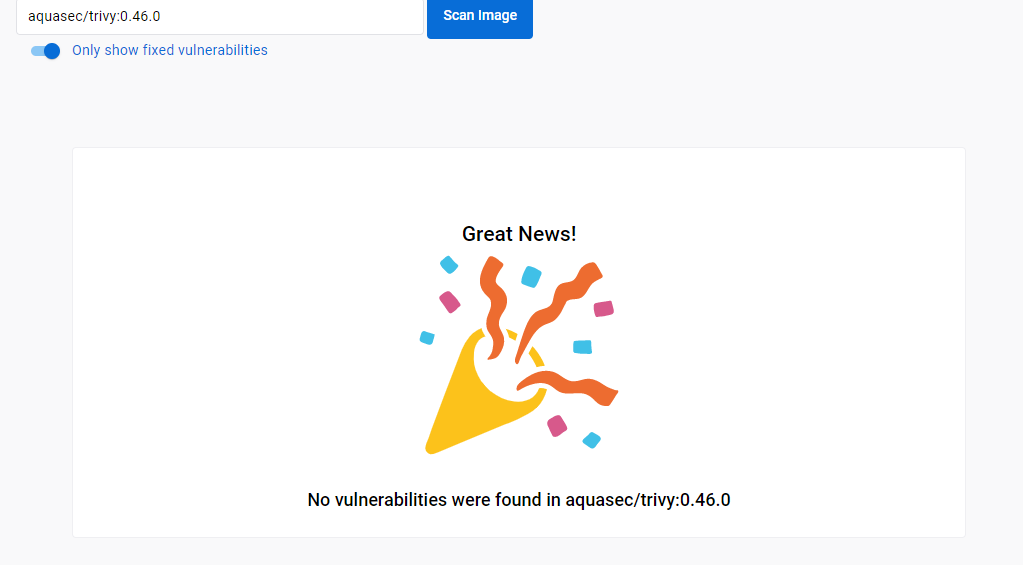 aquasec/trivy:0.46.0
Scan Image
Only show fixed vulnerabilities
Great News!
No vulnerabilities were found in aquasec/trivy:0.46.0